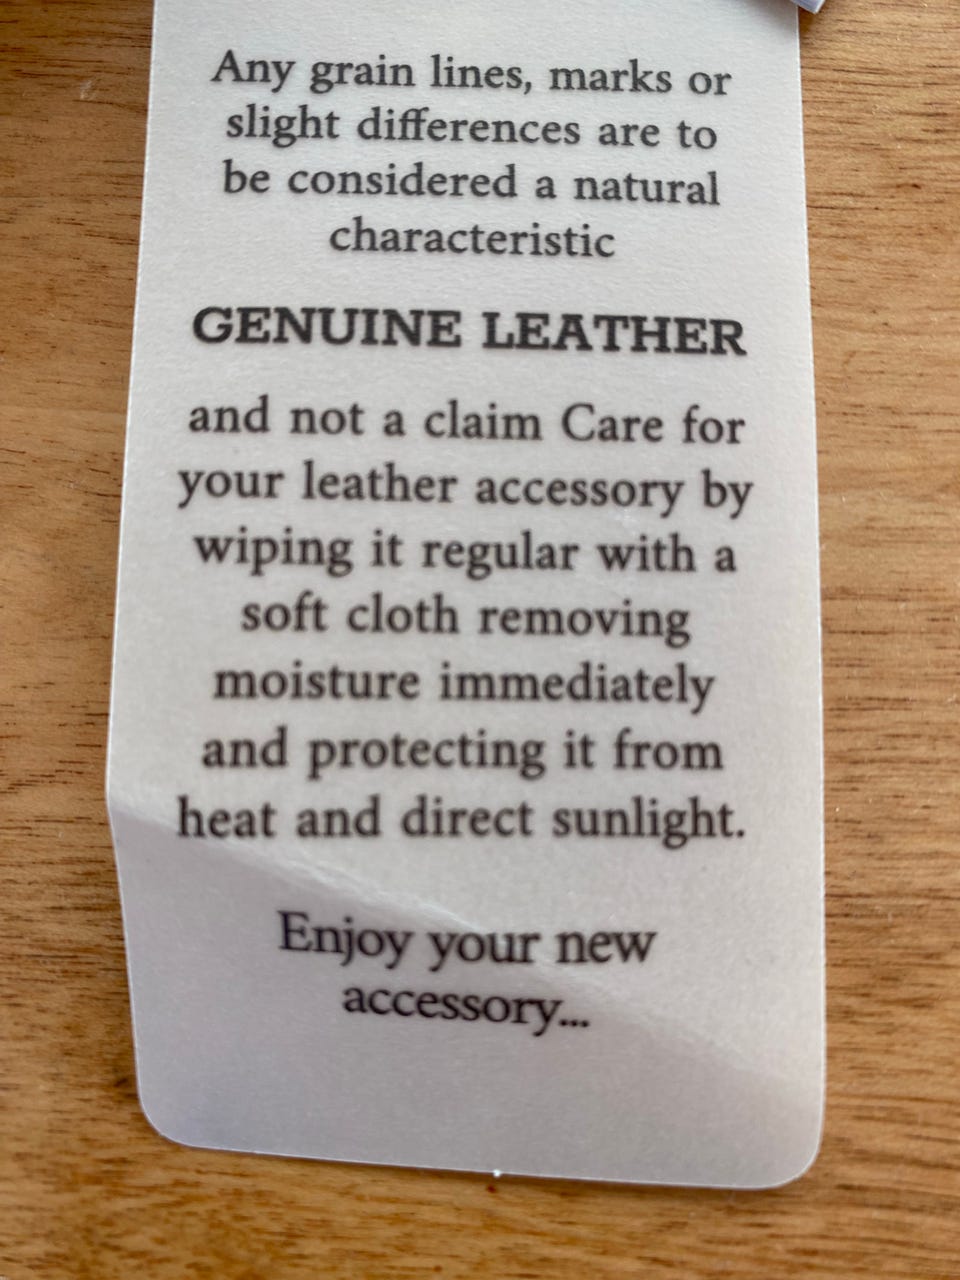 Any grain lines, marks or
slight differences are to
be considered a natural
characteristic
GENUINE LEATHER
and not a claim Care for
your leather accessory by
wiping it regular with a
soft cloth removing
moisture immediately
and protecting it from
heat and direct sunlight.
Enjoy your new
accessory...